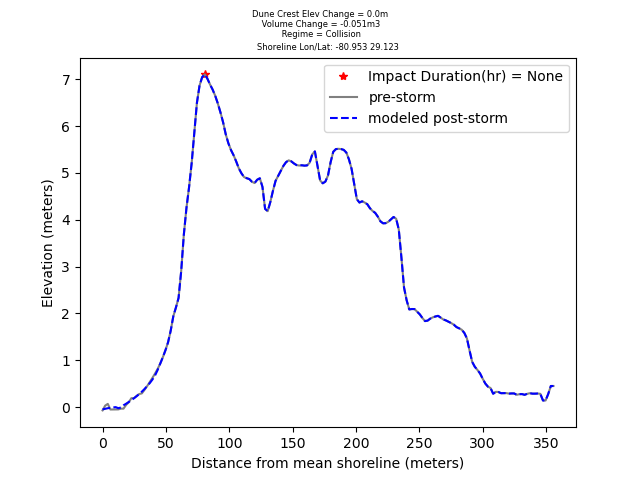 Dune Crest Elev Change = 0.0m
Volume Change = -0.051m3
Regime = Collision
Shoreline Lon/Lat: -80.953 29.123
Impact Duration(hr) = None
pre-storm
modeled post-storm
7
6
5
4
3
2
1
0
Elevation (meters)
0 50 100 150 200 250 300 350
Distance from mean shoreline (meters)